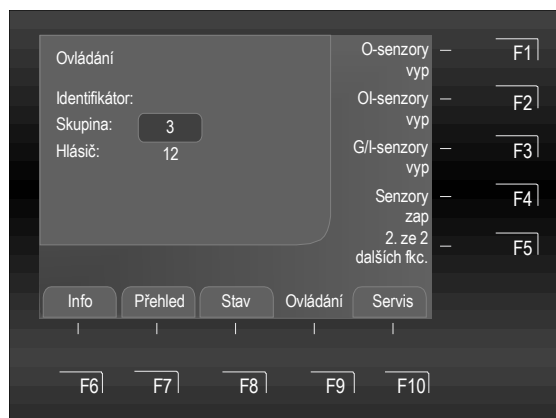 Ovládání
Identifikátor:
Skupina: 3
Hlásič: 12
O-senzory
vyp
F1
OI-senzory
vyp
F2
G/I-senzory
vyp
F3
Senzory
zap
F4
2. ze 2
dalších fkc.
F5
Info Přehled Stav Ovládání Servis
F6 F7 F8 F9 F10